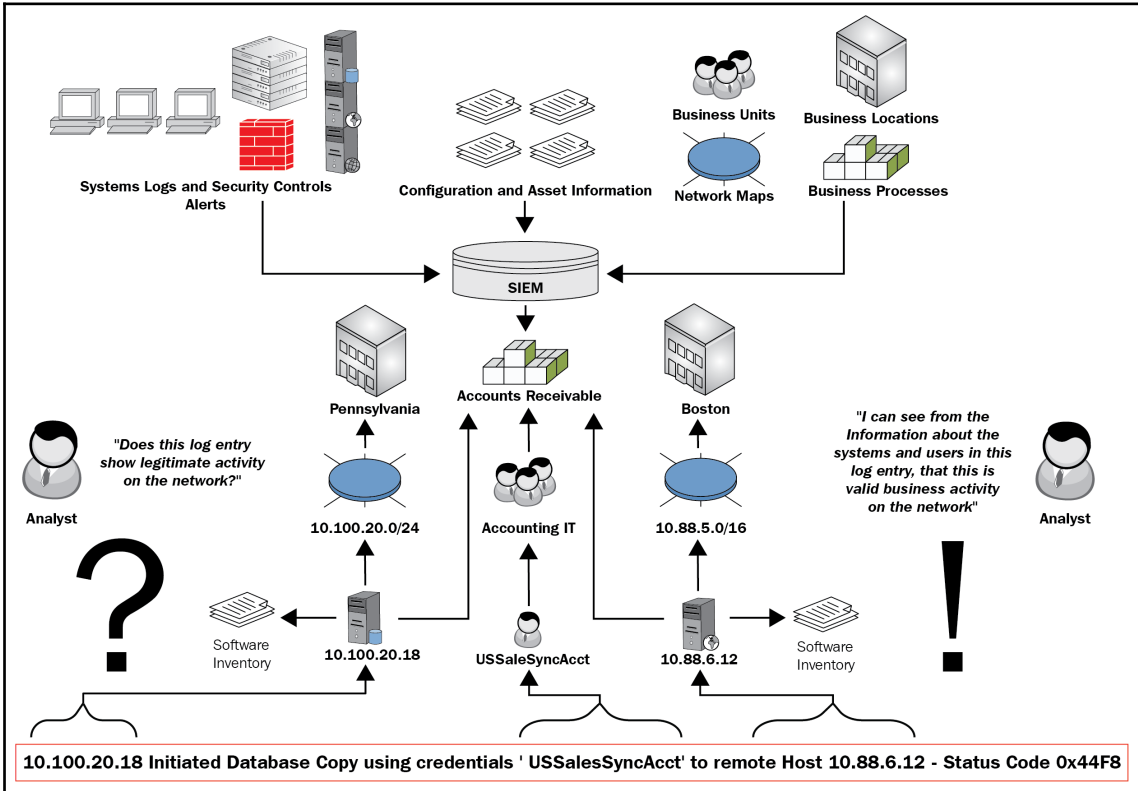 Systems Logs and Security Controls
Alerts
Configuration and Asset Information
Business Units
Business Locations
Network Maps
Business Processes
SIEM
Pennsylvania
Accounts Receivable
Boston
"Does this log entry
show legitimate activity
on the network?"
Analyst
"I can see from the
Information about the
systems and users in this
log entry, that this is
valid business activity
on the network"
Analyst
10.100.20.0/24
Accounting IT
10.88.5.0/16
?
!
Software
Inventory
10.100.20.18
USSaleSyncAcct
10.88.6.12
Software
Inventory
10.100.20.18 Initiated Database Copy using credentials ' USSalesSyncAcct' to remote Host 10.88.6.12 - Status Code 0x44F8